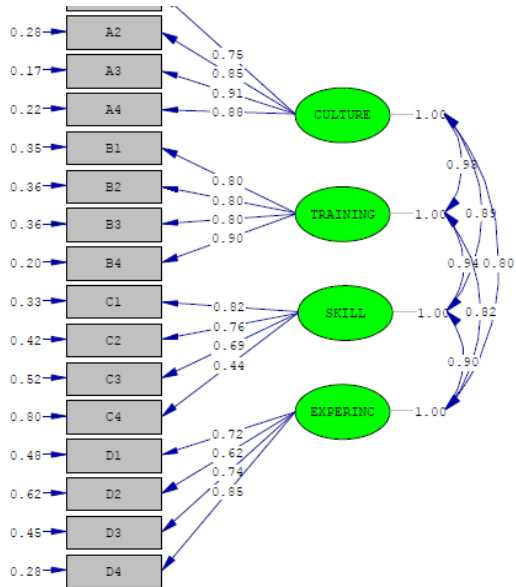 0.28 A2
0.75
0.85
0.17 A3
0.91
0.22 A4
0.88
CULTURE 1.00
0.35 B1
0.36 B2
0.80
0.80
TRAINING 1.00
0.36 B3
0.80
0.20 B4
0.90
0.89
0.80
0.94
0.33 C1
0.82
0.42 C2
0.76
SKILL 1.00
0.82
0.52 C3
0.69
0.80 C4
0.44
0.90
EXPERINC 1.00
0.48 D1
0.72
0.62 D2
0.62
0.74
0.45 D3
0.85
0.28 D4